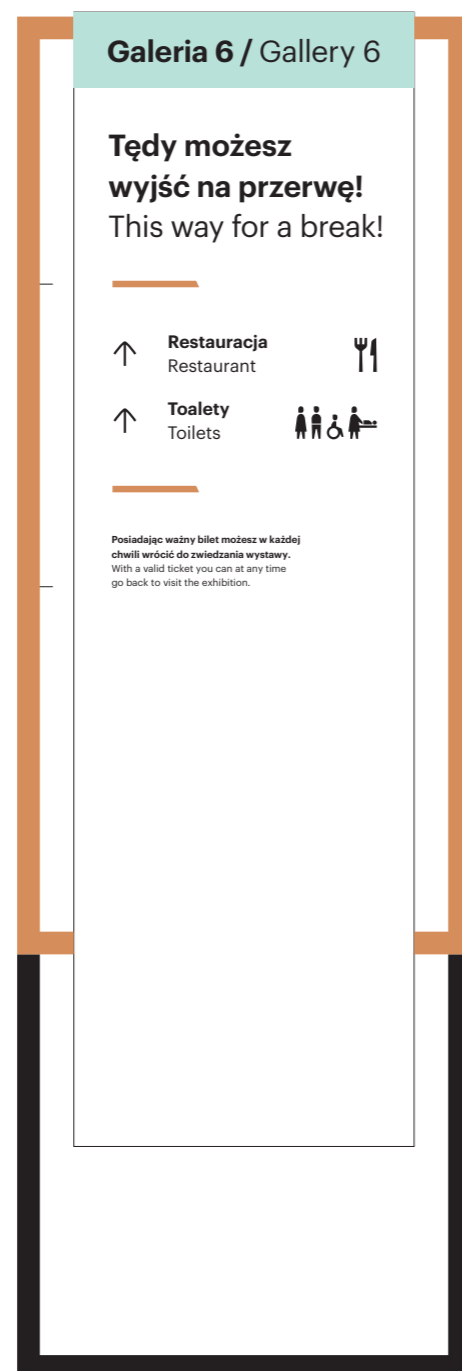 Galeria 6 / Gallery 6
Tędy możesz
wyjść na przerwę!
This way for a break!
Restauracja
Restaurant
Toalety
Toilets
Posiadając ważny bilet możesz w każdej
chwili wrócić do zwiedzania wystawy.
With a valid ticket you can at any time
go back to visit the exhibition.